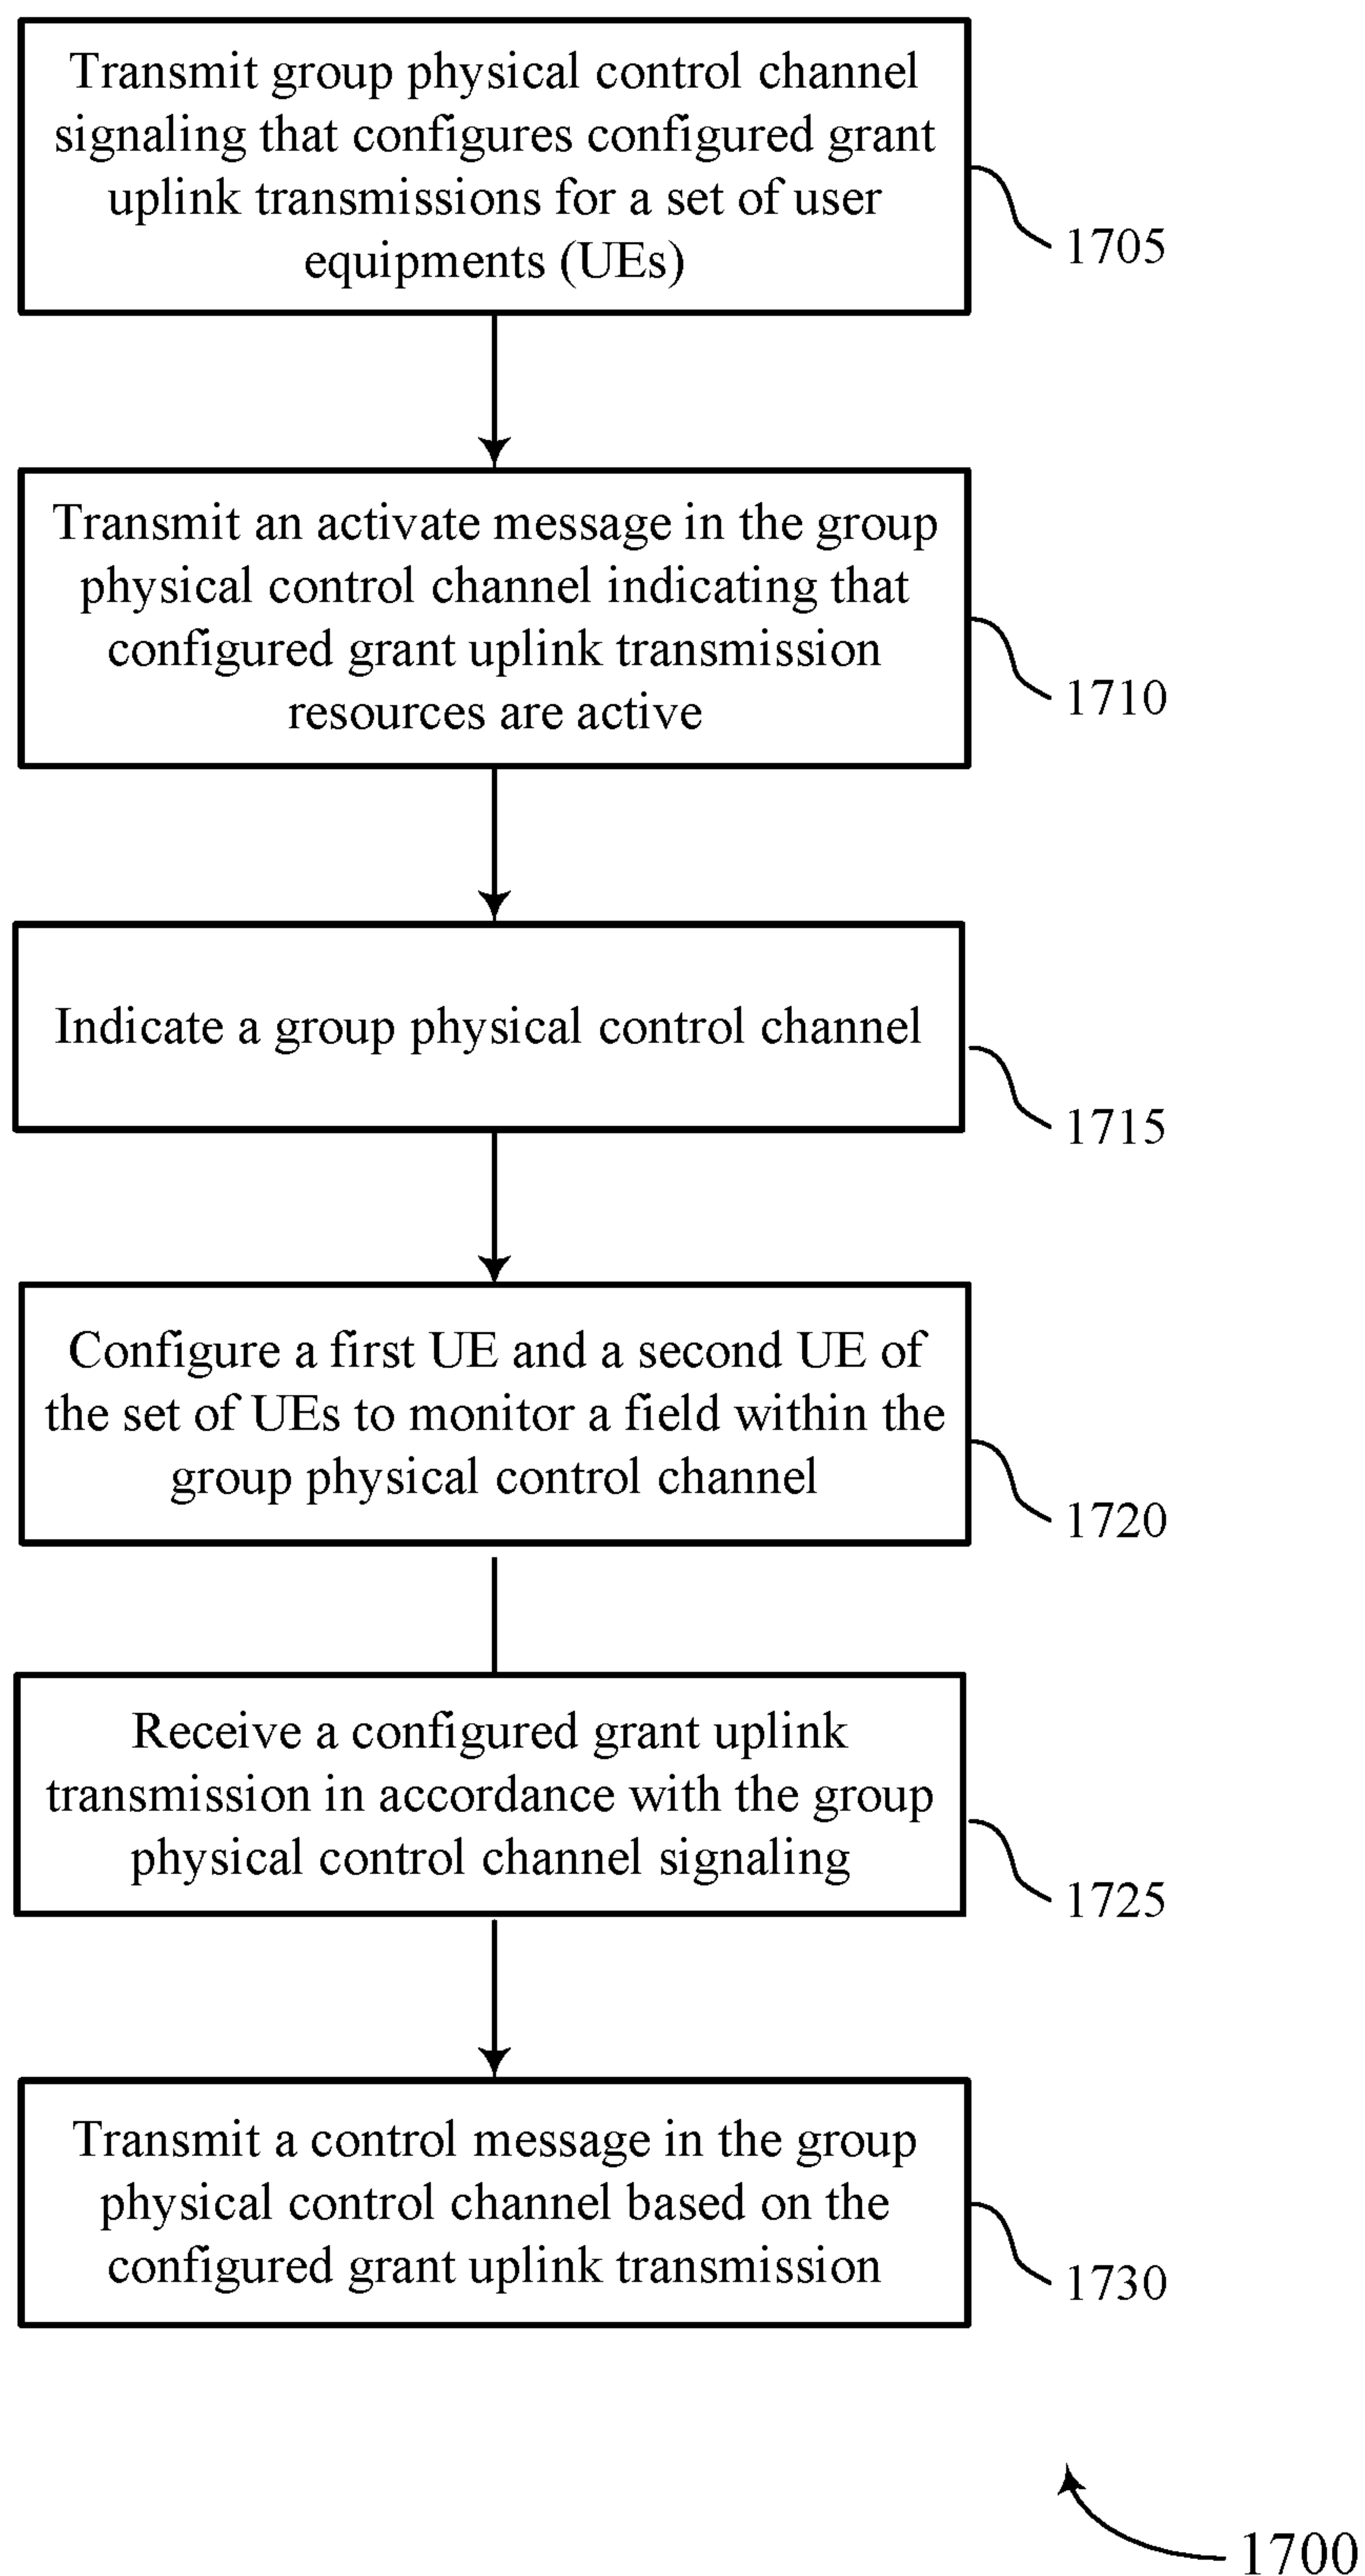 Transmit group physical control channel
signaling that configures configured grant
uplink transmissions for a set of user
equipments (UEs)
1705
Transmit an activate message in the group
physical control channel indicating that
configured grant uplink transmission
resources are active
1710
Indicate a group physical control channel
1715
Configure a first UE and a second UE of
the set of UEs to monitor a field within the
group physical control channel
1720
Receive a configured grant uplink
transmission in accordance with the group
physical control channel signaling
1725
Transmit a control message in the group
physical control channel based on the
configured grant uplink transmission
1730
1700